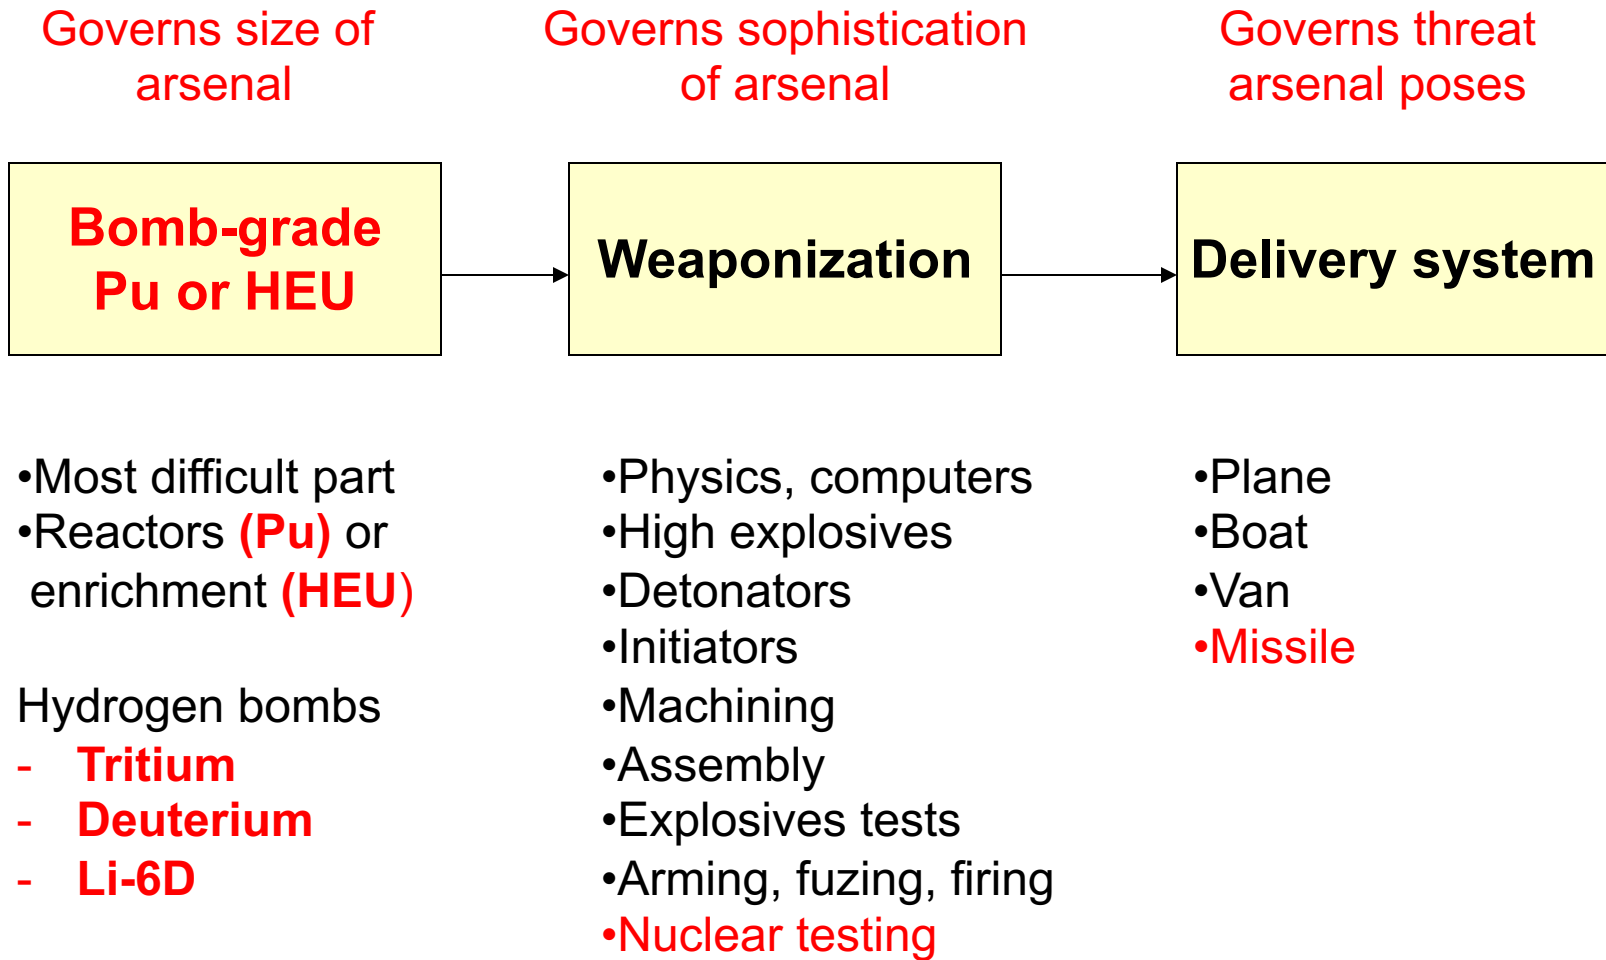 Governs size of
arsenal
Governs sophistication
of arsenal
Governs threat
arsenal poses
Bomb-grade
Pu or HEU
Weaponization
Delivery system
•Most difficult part
•Reactors (Pu) or
enrichment (HEU)
Hydrogen bombs
- Tritium
- Deuterium
- Li-6D
•Physics, computers
•High explosives
•Detonators
•Initiators
•Machining
•Assembly
•Explosives tests
•Arming, fuzing, firing
•Nuclear testing
•Plane
•Boat
•Van
•Missile